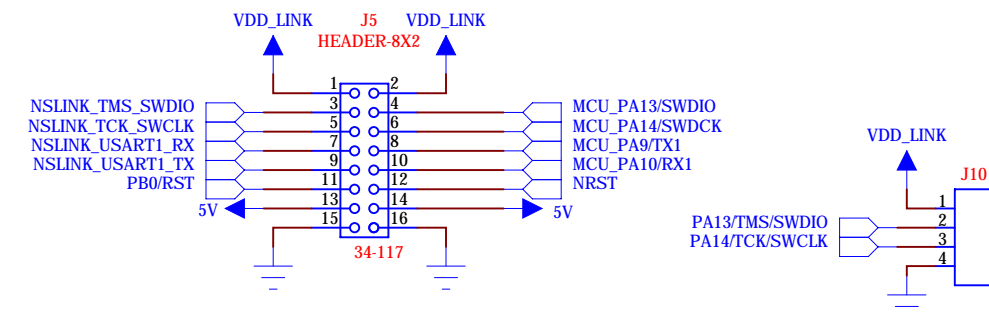 VDD_LINK J5 VDD_LINK
HEADER-8X2
1 2
NSLINK_TMS_SWDIO 3 4 MCU_PA13/SWDIO
NSLINK_TCK_SWCLK 5 6 MCU_PA14/SWDCK
NSLINK_USART1_RX 7 8 MCU_PA9/TX1
NSLINK_USART1_TX 9 10 MCU_PA10/RX1
PB0/RST 11 12 NRST
5V 13 14 5V
15 16
34-117
VDD_LINK
J10
1
PA13/TMS/SWDIO 2
PA14/TCK/SWCLK 3
4